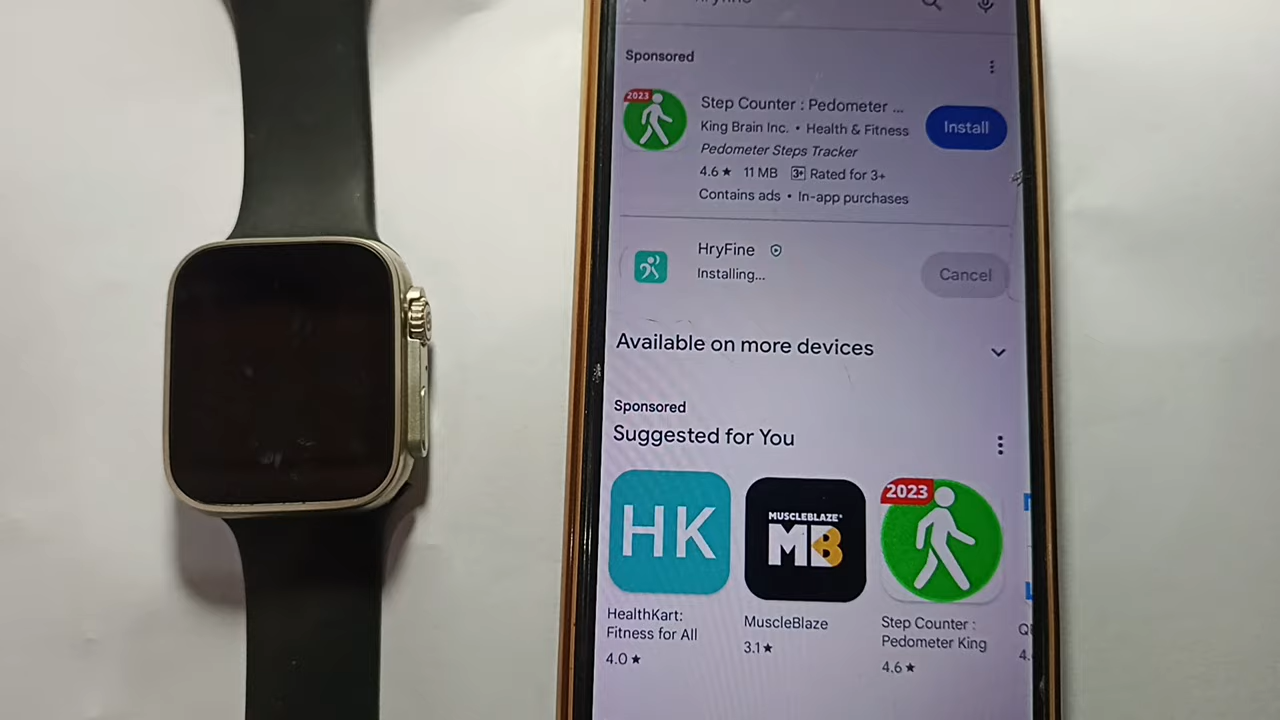 Sponsored
2023
Step Counter : Pedometer ...
Install
King Brain Inc. • Health & Fitness
Pedometer Steps Tracker
4.6★ 11 MB 3+ Rated for 3+
Contains ads • In-app purchases
HryFine
Installing...
Cancel
Available on more devices
Sponsored
Suggested for You
HK
MUSCLEBLAZE
MB
2023
HealthKart:
Fitness for All
4.0★
MuscleBlaze
3.1★
Step Counter :
Pedometer King
4.6★
4.